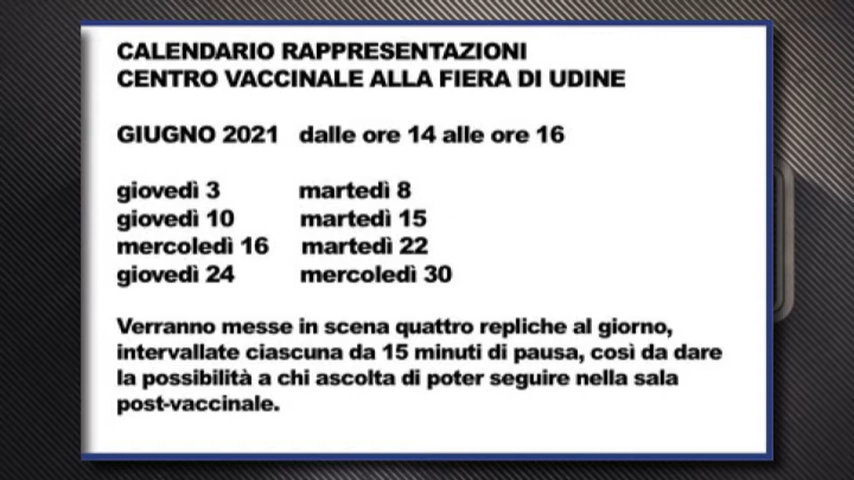 CALENDARIO RAPPRESENTAZIONI
CENTRO VACCINALE ALLA FIERA DI UDINE
GIUGNO 2021 dalle ore 14 alle ore 16
giovedì 3 martedì 8
giovedì 10 martedì 15
mercoledì 16 martedì 22
giovedì 24 mercoledì 30
Verranno messe in scena quattro repliche al giorno,
intervallate ciascuna da 15 minuti di pausa, così da dare
la possibilità a chi ascolta di poter seguire nella sala
post-vaccinale.